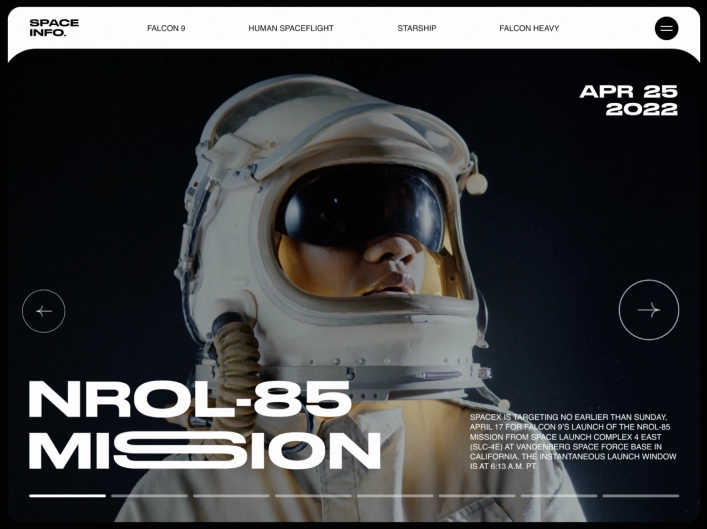 SPACE
INFO.
FALCON 9
HUMAN SPACEFLIGHT
STARSHIP
FALCON HEAVY
APR 25
2022
NROL-85
MISSION
SPACEX IS TARGETING NO EARLIER THAN SUNDAY,
APRIL 17 FOR FALCON 9'S LAUNCH OF THE NROL-85
MISSION FROM SPACE LAUNCH COMPLEX 4 EAST
(SLC-4E) AT VANDENBERG SPACE FORCE BASE IN
CALIFORNIA. THE INSTANTANEOUS LAUNCH WINDOW
IS AT 6:13 A.M. PT.